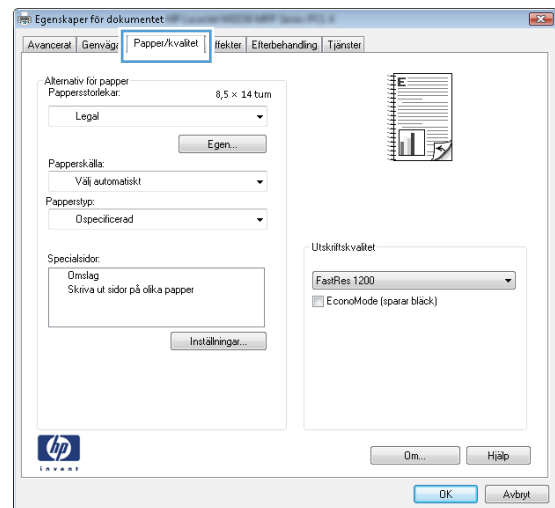 Egenskaper för dokumentet
Avancerat Genväga Papper/kvalitet ffekter Efterbehandling Tjänster
Alternativ för papper
Pappersstorlekar: 8,5 × 14 tum
Legal
Egen...
Papperskälla:
Välj automatiskt
Papperstyp:
Ospecificerad
Specialsidor:
Omslag
Skriva ut sidor på olika papper
Inställningar...
E
Utskriftskvalitet
FastRes 1200
EconoMode (sparar bläck)
hp
invent
Om... Hjälp
OK Avbryt